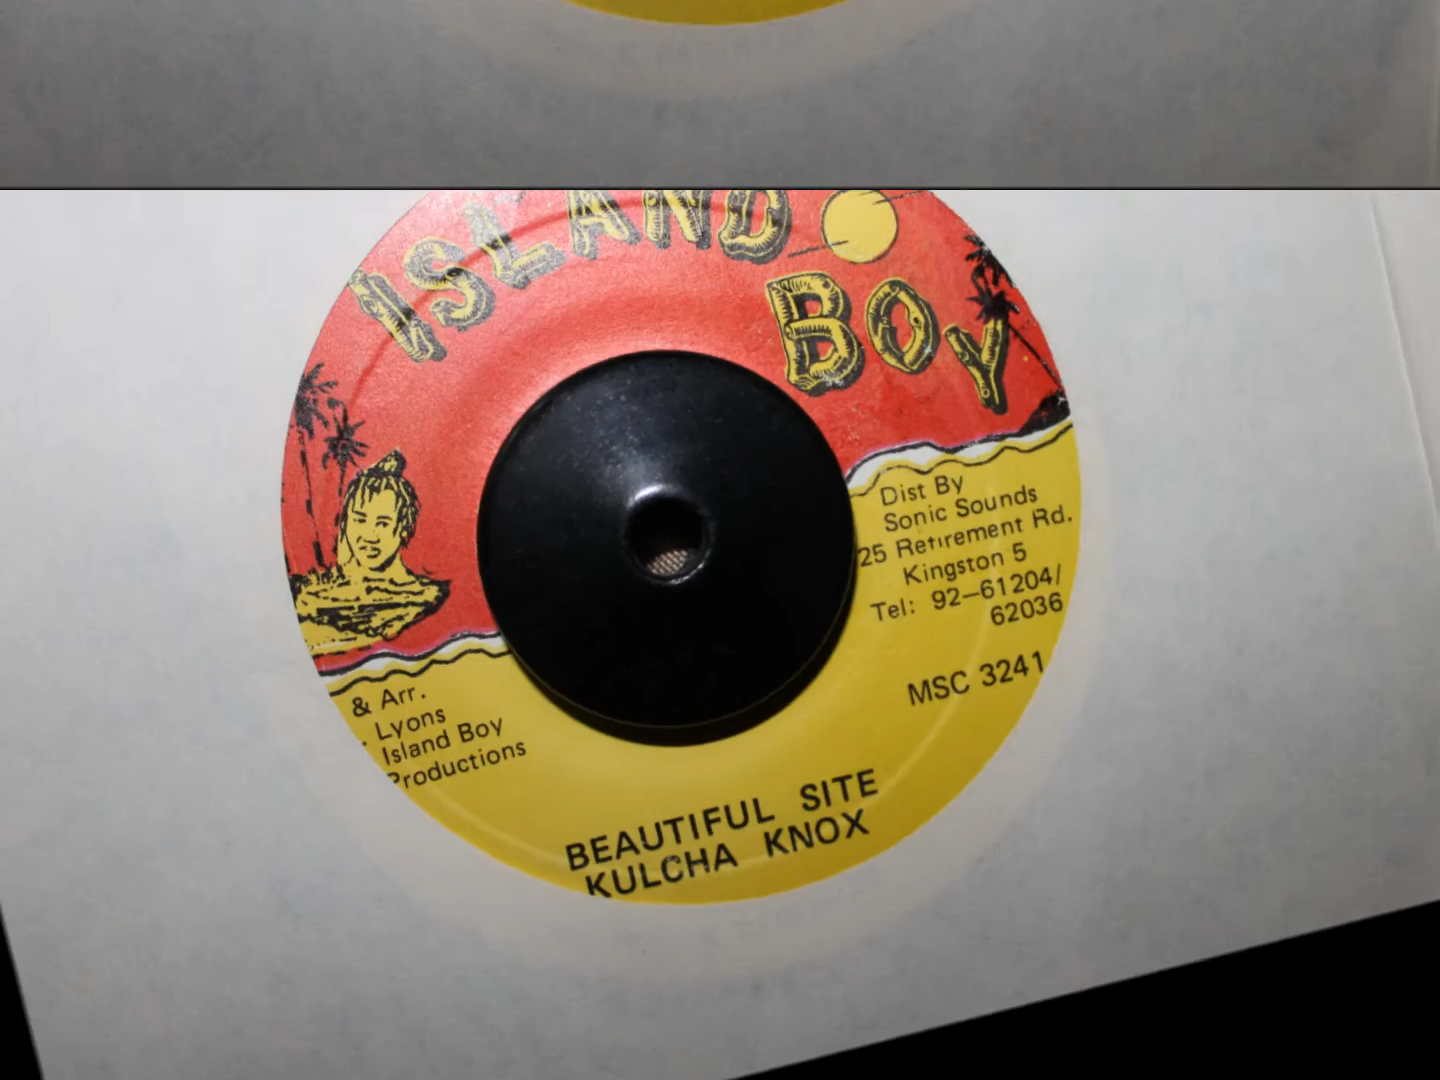 ISLAND
BOY
Dist By
Sonic Sounds
25 Retirement Rd.
Kingston 5
Tel: 92-61204/
62036
MSC 3241
& Arr.
. Lyons
Island Boy
Productions
BEAUTIFUL SITE
KULCHA KNOX